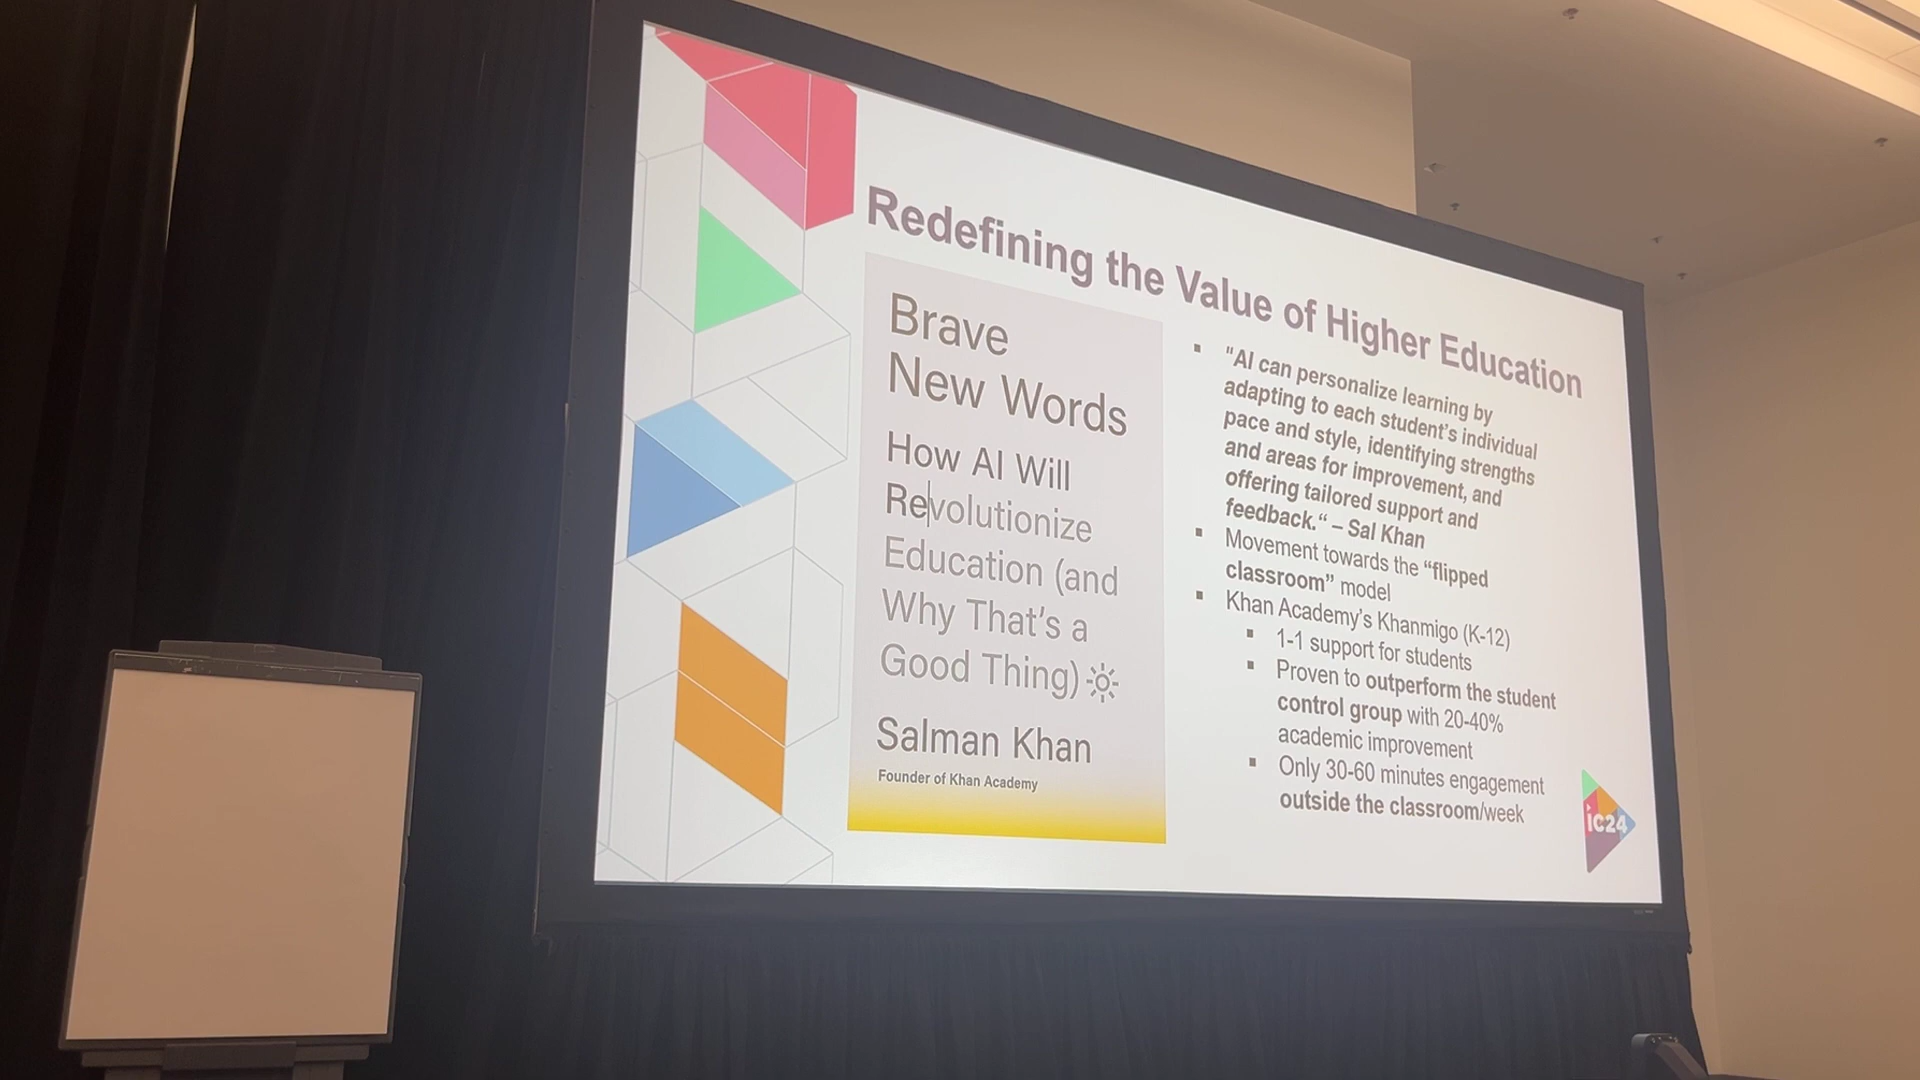 Redefining the Value of Higher Education
Brave
New Words
How AI Will
Revolutionize
Education (and
Why That's a
Good Thing)
Salman Khan
Founder of Khan Academy
▪ "AI can personalize learning by
adapting to each student's individual
pace and style, identifying strengths
and areas for improvement, and
offering tailored support and
feedback.“ – Sal Khan
▪ Movement towards the “flipped
classroom” model
▪ Khan Academy's Khanmigo (K-12)
▪ 1-1 support for students
▪ Proven to outperform the student
control group with 20-40%
academic improvement
▪ Only 30-60 minutes engagement
outside the classroom/week
ic24